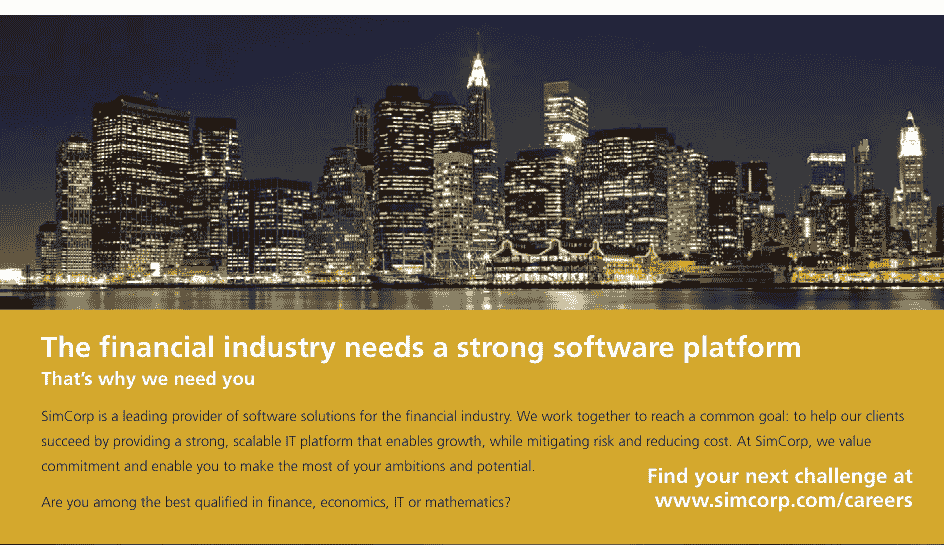 The financial industry needs a strong software platform
That's why we need you
SimCorp is a leading provider of software solutions for the financial industry. We work together to reach a common goal: to help our clients
succeed by providing a strong, scalable IT platform that enables growth, while mitigating risk and reducing cost. At SimCorp, we value
commitment and enable you to make the most of your ambitions and potential.
Are you among the best qualified in finance, economics, IT or mathematics?
Find your next challenge at
www.simcorp.com/careers